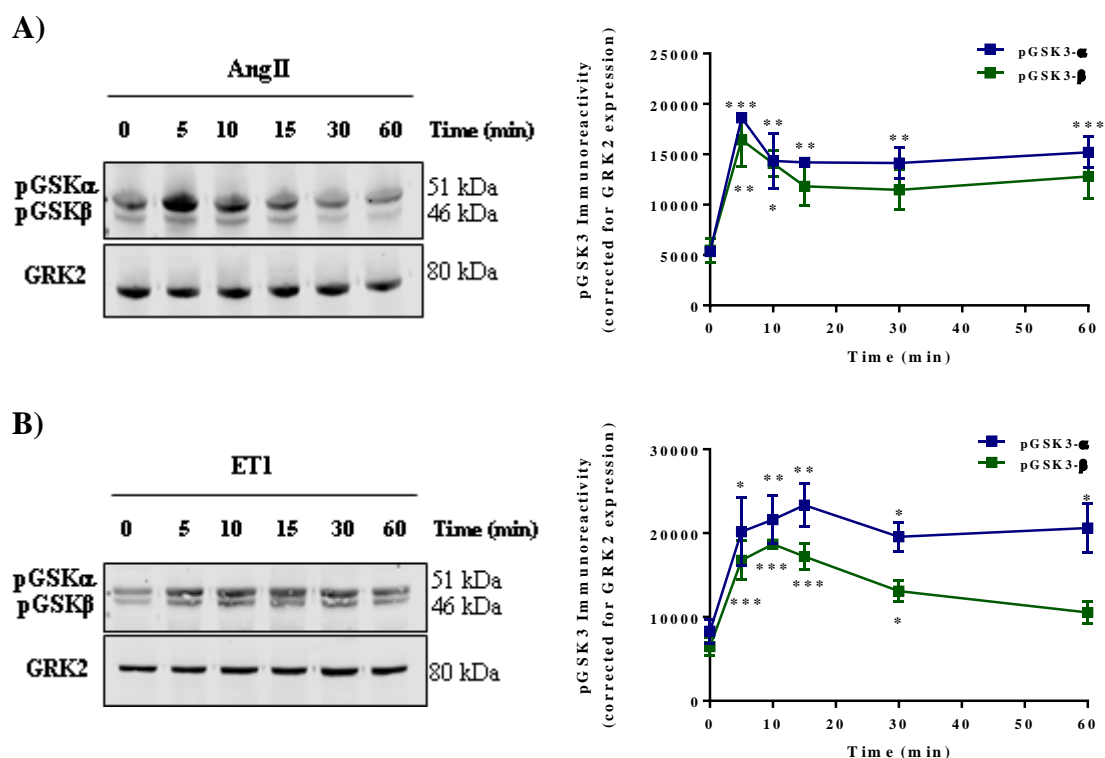 A)
AngII
0 5 10 15 30 60 Time (min)
pGSKα 51 kDa
pGSKβ 46 kDa
GRK2 80 kDa
pGSK3 Immunoreactivity
(corrected for GRK2 expression)
25000
20000
15000
10000
5000
0
0 10 20 30 40 50 60
Time (min)
pGSK3-α
pGSK3-β
*** ** ** ** ***
** *
B)
ET1
0 5 10 15 30 60 Time (min)
pGSKα 51 kDa
pGSKβ 46 kDa
GRK2 80 kDa
pGSK3 Immunoreactivity
(corrected for GRK2 expression)
30000
20000
10000
0
0 10 20 30 40 50 60
Time (min)
pGSK3-α
pGSK3-β
* ** ** * *
*** *** *** *